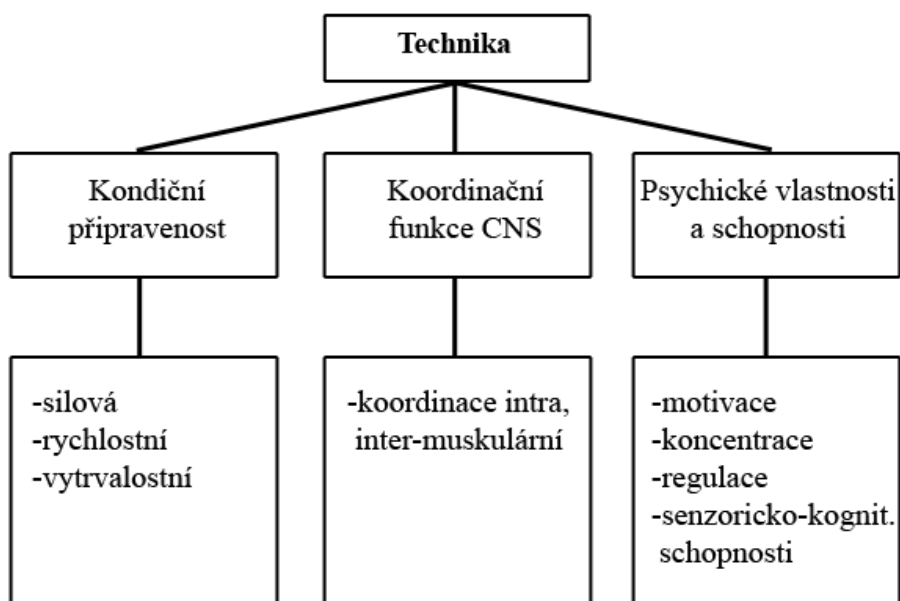 Technika
Kondiční
připravenost
Koordinační
funkce CNS
Psychické vlastnosti
a schopnosti
-silová
-rychlostní
-vytrvalostní
-koordinace intra,
inter-muskulární
-motivace
-koncentrace
-regulace
-senzoricko-kognit.
schopnosti